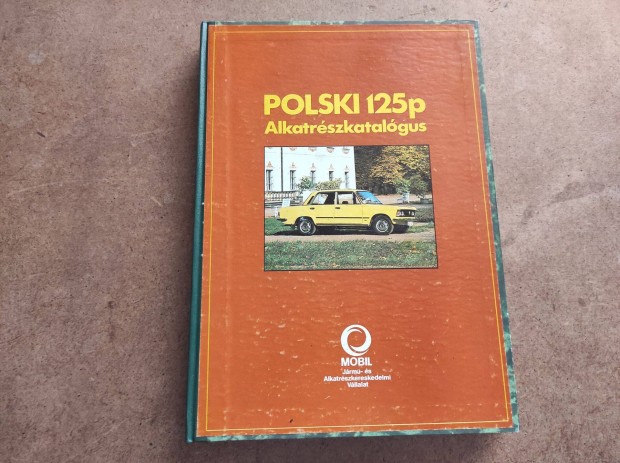 POLSKI 125p
Alkatrészkatalógus
MOBIL
Jármű- és
Alkatrészkereskedelmi
Vállalat